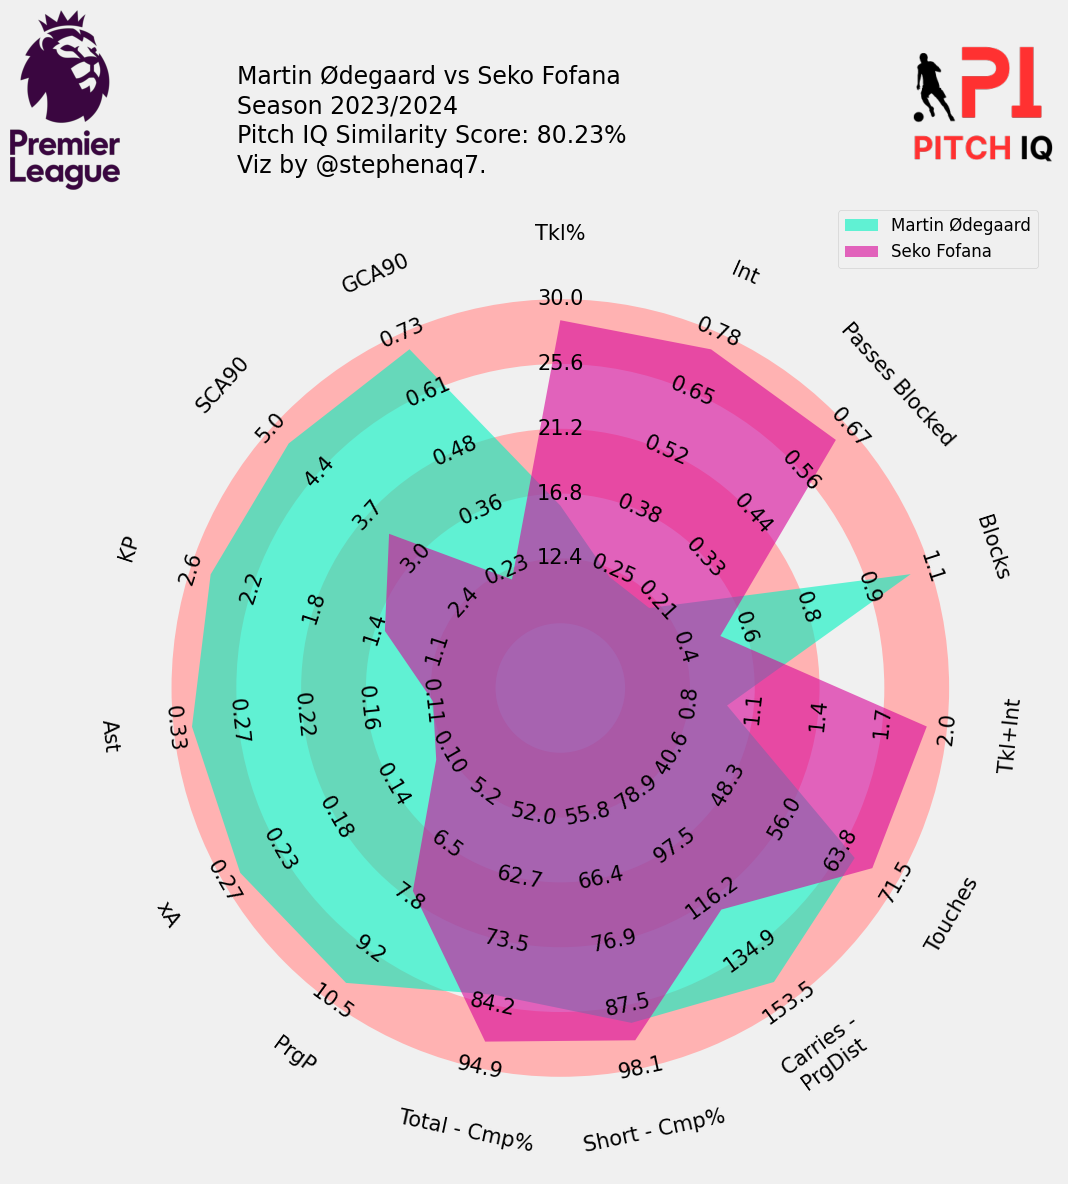 Premier
League
Martin Ødegaard vs Seko Fofana
Season 2023/2024
Pitch IQ Similarity Score: 80.23%
Viz by @stephenaq7.
PI
PITCH IQ
Martin Ødegaard
Seko Fofana
Tkl%
30.0
25.6
21.2
16.8
12.4
Int
0.78
0.65
0.52
0.38
0.25
Passes Blocked
0.67
0.56
0.44
0.33
0.21
Blocks
1.1
0.9
0.8
0.6
0.4
Tkl+Int
2.0
1.7
1.4
1.1
0.8
Touches
71.5
63.8
56.0
48.3
40.6
Carries -
PrgDist
153.5
134.9
116.2
97.5
78.9
Short - Cmp%
98.1
87.5
76.9
66.4
55.8
Total - Cmp%
94.9
84.2
73.5
62.7
52.0
PrgP
10.5
9.2
7.8
6.5
5.2
xA
0.27
0.23
0.18
0.14
0.10
Ast
0.33
0.27
0.22
0.16
0.11
KP
2.6
2.2
1.8
1.4
1.1
SCA90
5.0
4.4
3.7
3.0
2.4
GCA90
0.73
0.61
0.48
0.36
0.23